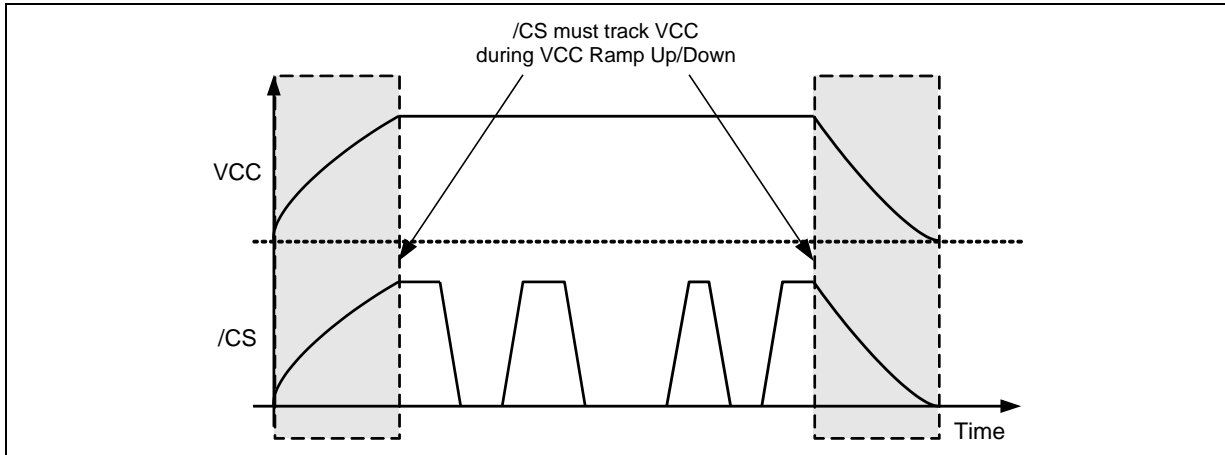 /CS must track VCC
during VCC Ramp Up/Down
VCC
/CS
Time